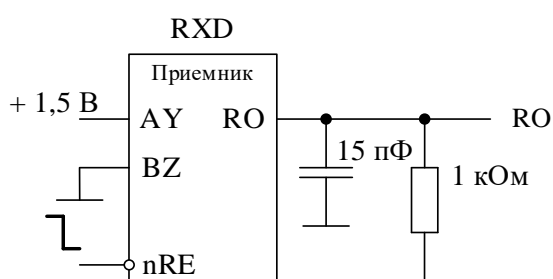 RXD
Приемник
+ 1,5 В
AY
RO
RO
BZ
15 пФ
1 кОм
nRE